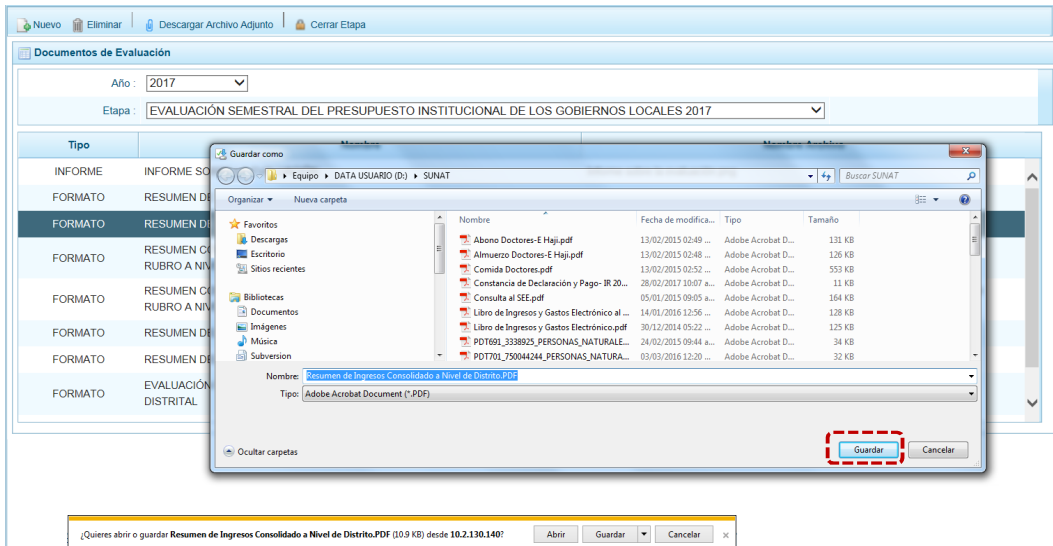 Nuevo Eliminar Descargar Archivo Adjunto Cerrar Etapa
Documentos de Evaluación
Año : 2017
Etapa : EVALUACIÓN SEMESTRAL DEL PRESUPUESTO INSTITUCIONAL DE LOS GOBIERNOS LOCALES 2017
Tipo Nombre Nombre Archivo
INFORME INFORME SO
FORMATO RESUMEN DE
FORMATO RESUMEN DE
FORMATO RESUMEN CO
RUBRO A NIV
FORMATO RESUMEN CO
RUBRO A NIV
FORMATO RESUMEN DE
FORMATO RESUMEN DE
FORMATO EVALUACIÓN
DISTRITAL
Guardar como
Equipo DATA USUARIO (D:) SUNAT Buscar SUNAT
Organizar Nueva carpeta
Favoritos
Descargas
Escritorio
Sitios recientes
Bibliotecas
Documentos
Imágenes
Música
Subversion
Nombre Fecha de modifica... Tipo Tamaño
Abono Doctores-E Haji.pdf 13/02/2015 02:49 ... Adobe Acrobat D... 131 KB
Almuerzo Doctores-E Haji.pdf 13/02/2015 02:48 ... Adobe Acrobat D... 126 KB
Comida Doctores.pdf 13/02/2015 02:52 ... Adobe Acrobat D... 553 KB
Constancia de Declaración y Pago- IR 20... 28/02/2017 10:07 a... Adobe Acrobat D... 11 KB
Consulta al SEE.pdf 05/01/2015 09:05 a... Adobe Acrobat D... 164 KB
Libro de Ingresos y Gastos Electrónico al ... 14/01/2016 12:56 ... Adobe Acrobat D... 128 KB
Libro de Ingresos y Gastos Electrónico.pdf 30/12/2014 05:22 ... Adobe Acrobat D... 125 KB
PDT691_3338925_PERSONAS_NATURALE... 24/02/2015 09:44 a... Adobe Acrobat D... 34 KB
PDT701_750044244_PERSONAS_NATURA... 03/03/2016 12:20 ... Adobe Acrobat D... 32 KB
Nombre: Resumen de Ingresos Consolidado a Nivel de Distrito.PDF
Tipo: Adobe Acrobat Document (*.PDF)
Ocultar carpetas Guardar Cancelar
¿Quieres abrir o guardar Resumen de Ingresos Consolidado a Nivel de Distrito.PDF (10.9 KB) desde 10.2.130.140? Abrir Guardar Cancelar